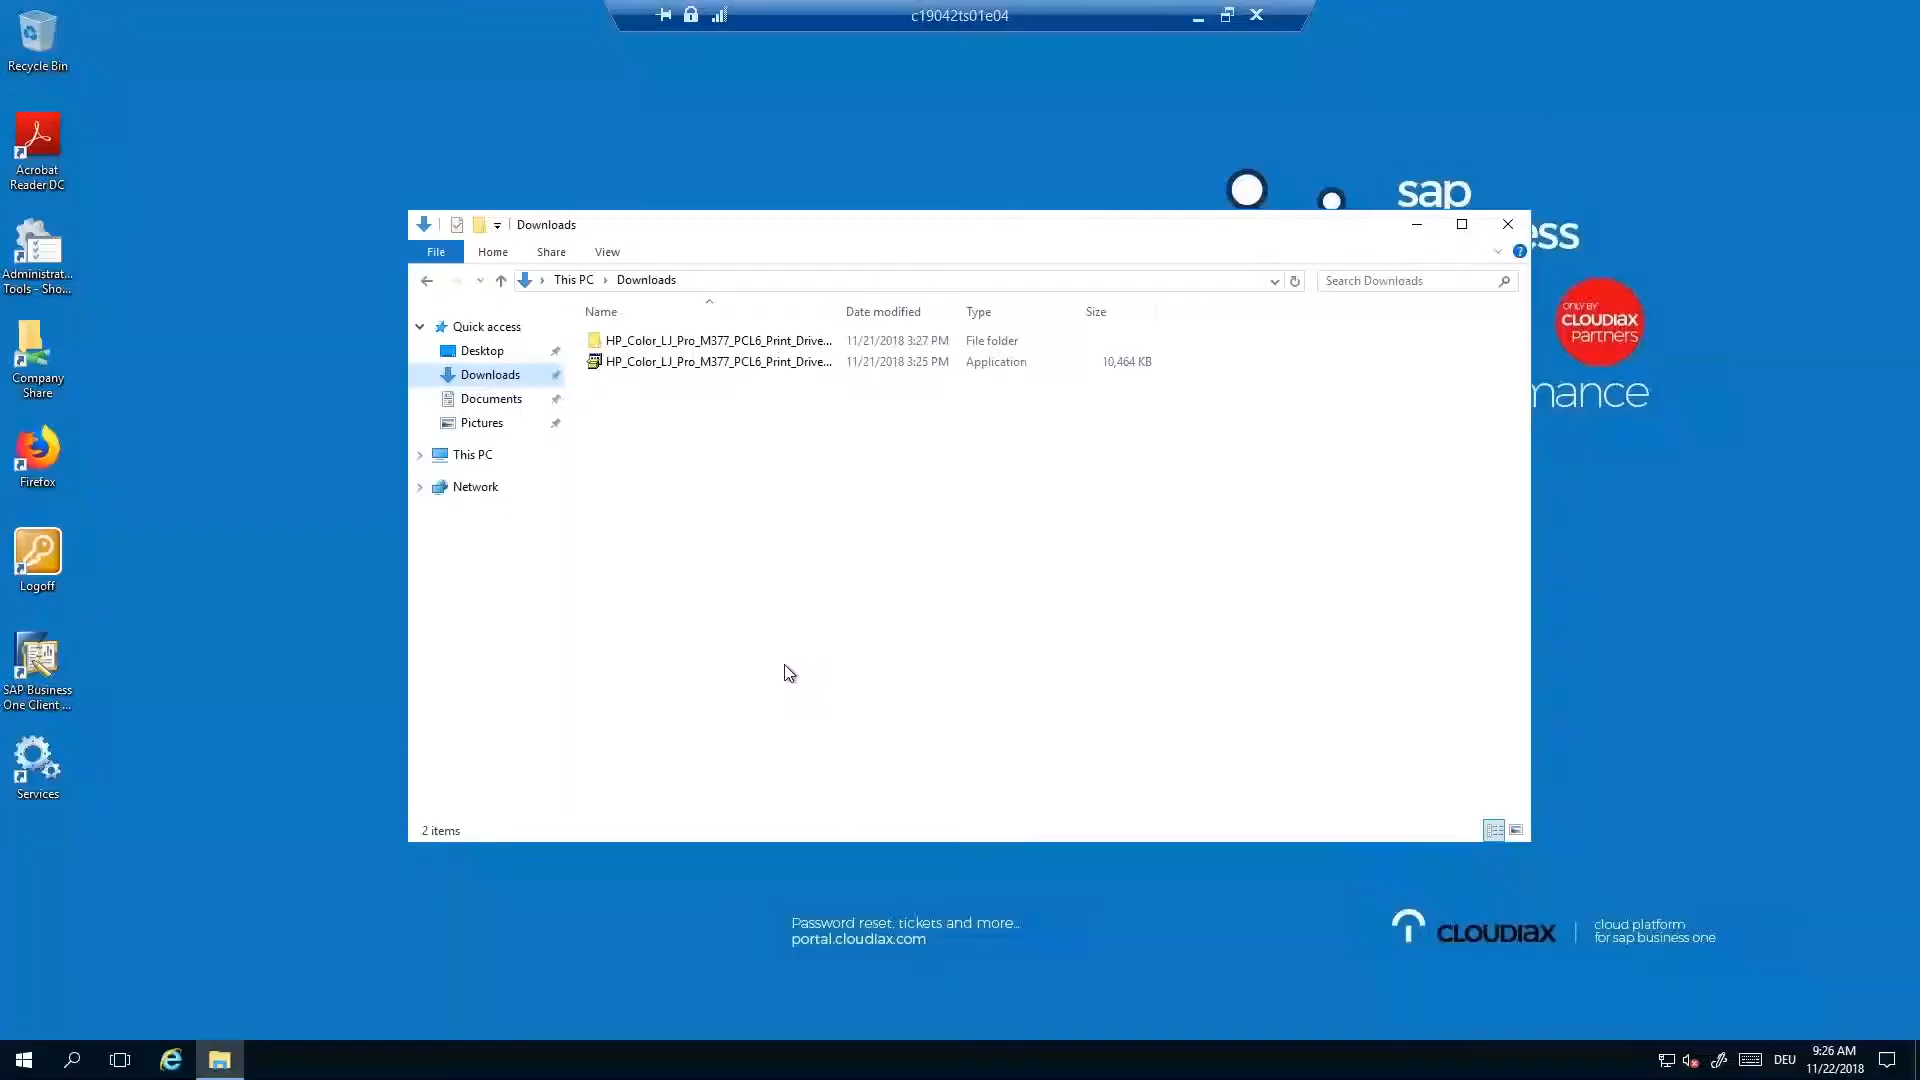 c19042ts01e04
Recycle Bin
Acrobat
Reader DC
Administrat...
Tools - Sho...
Company
Share
Firefox
Logoff
SAP Business
One Client ...
Services
sap
ess
ONLY BY
CLOUDIAX
PARTNERS
mance
Downloads
File
Home
Share
View
This PC
Downloads
Search Downloads
Name
Date modified
Type
Size
Quick access
Desktop
Downloads
Documents
Pictures
This PC
Network
HP_Color_LJ_Pro_M377_PCL6_Print_Drive... 11/21/2018 3:27 PM File folder
HP_Color_LJ_Pro_M377_PCL6_Print_Drive... 11/21/2018 3:25 PM Application 10,464 KB
2 items
Password reset, tickets and more...
portal.cloudiax.com
CLOUDIAX
cloud platform
for sap business one
DEU
9:26 AM
11/22/2018